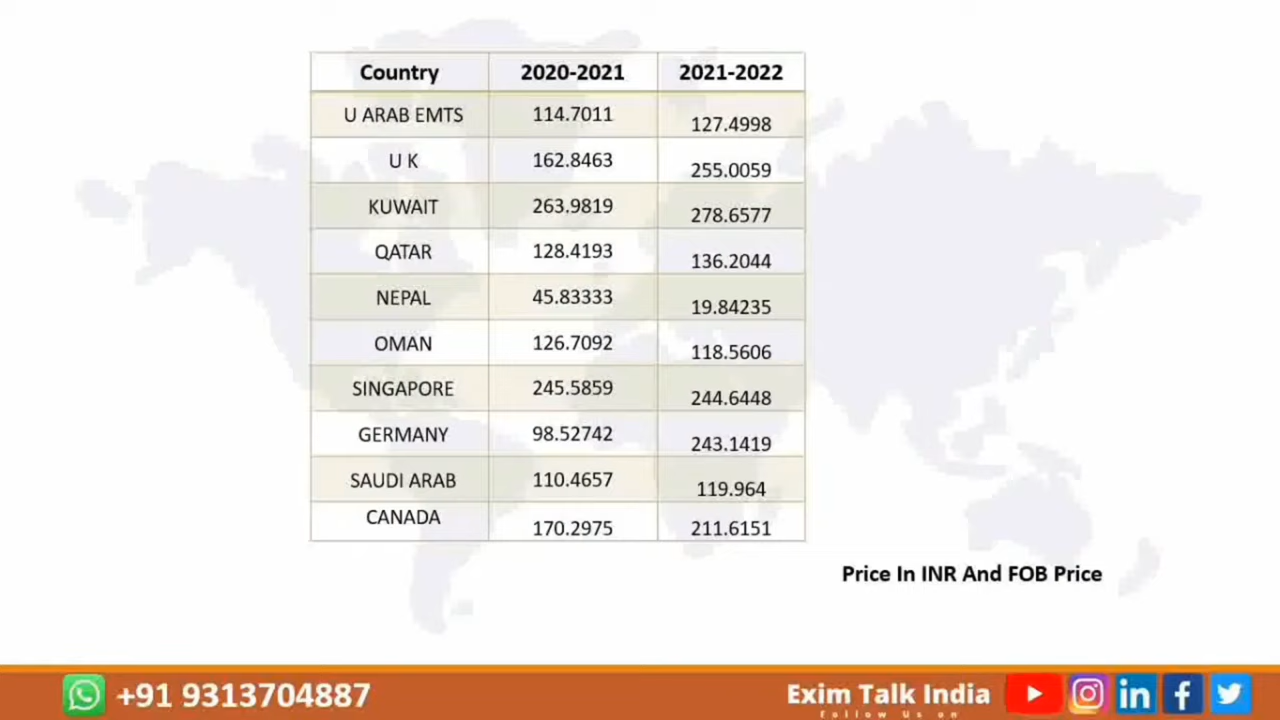 Country 2020-2021 2021-2022
U ARAB EMTS 114.7011 127.4998
U K 162.8463 255.0059
KUWAIT 263.9819 278.6577
QATAR 128.4193 136.2044
NEPAL 45.83333 19.84235
OMAN 126.7092 118.5606
SINGAPORE 245.5859 244.6448
GERMANY 98.52742 243.1419
SAUDI ARAB 110.4657 119.964
CANADA 170.2975 211.6151
Price In INR And FOB Price
+91 9313704887
Exim Talk India
Follow Us on